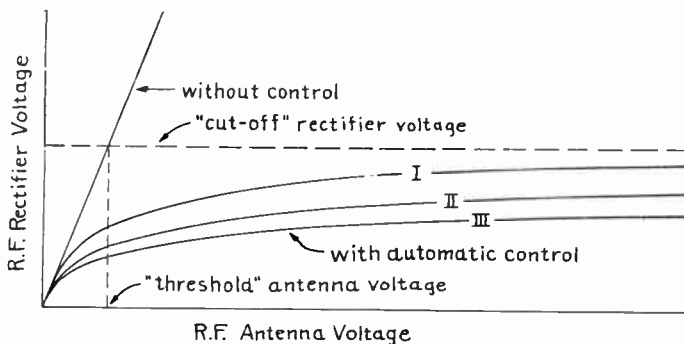 without control
"cut-off" rectifier voltage
I
II
III
with automatic control
"threshold" antenna voltage
R.F. Rectifier Voltage
R.F. Antenna Voltage